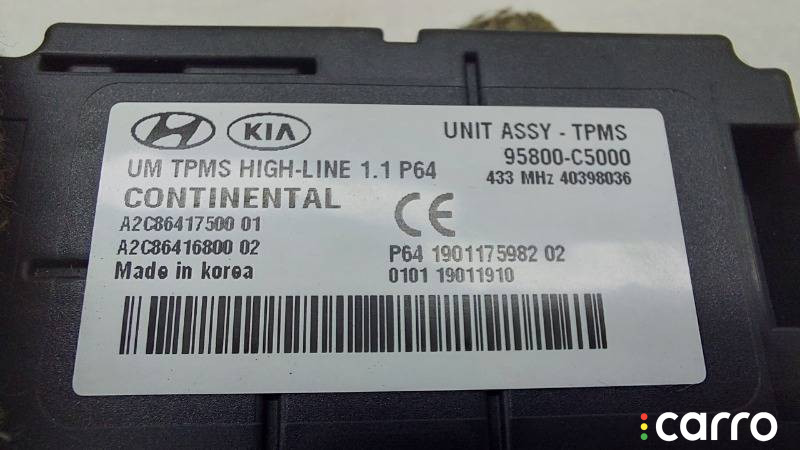 KIA
UNIT ASSY - TPMS
UM TPMS HIGH-LINE 1.1 P64
95800-C5000
433 MHz 40398036
CONTINENTAL
CE
A2C86417500 01
A2C86416800 02
P64 1901175982 02
Made in korea
0101 19011910
carro